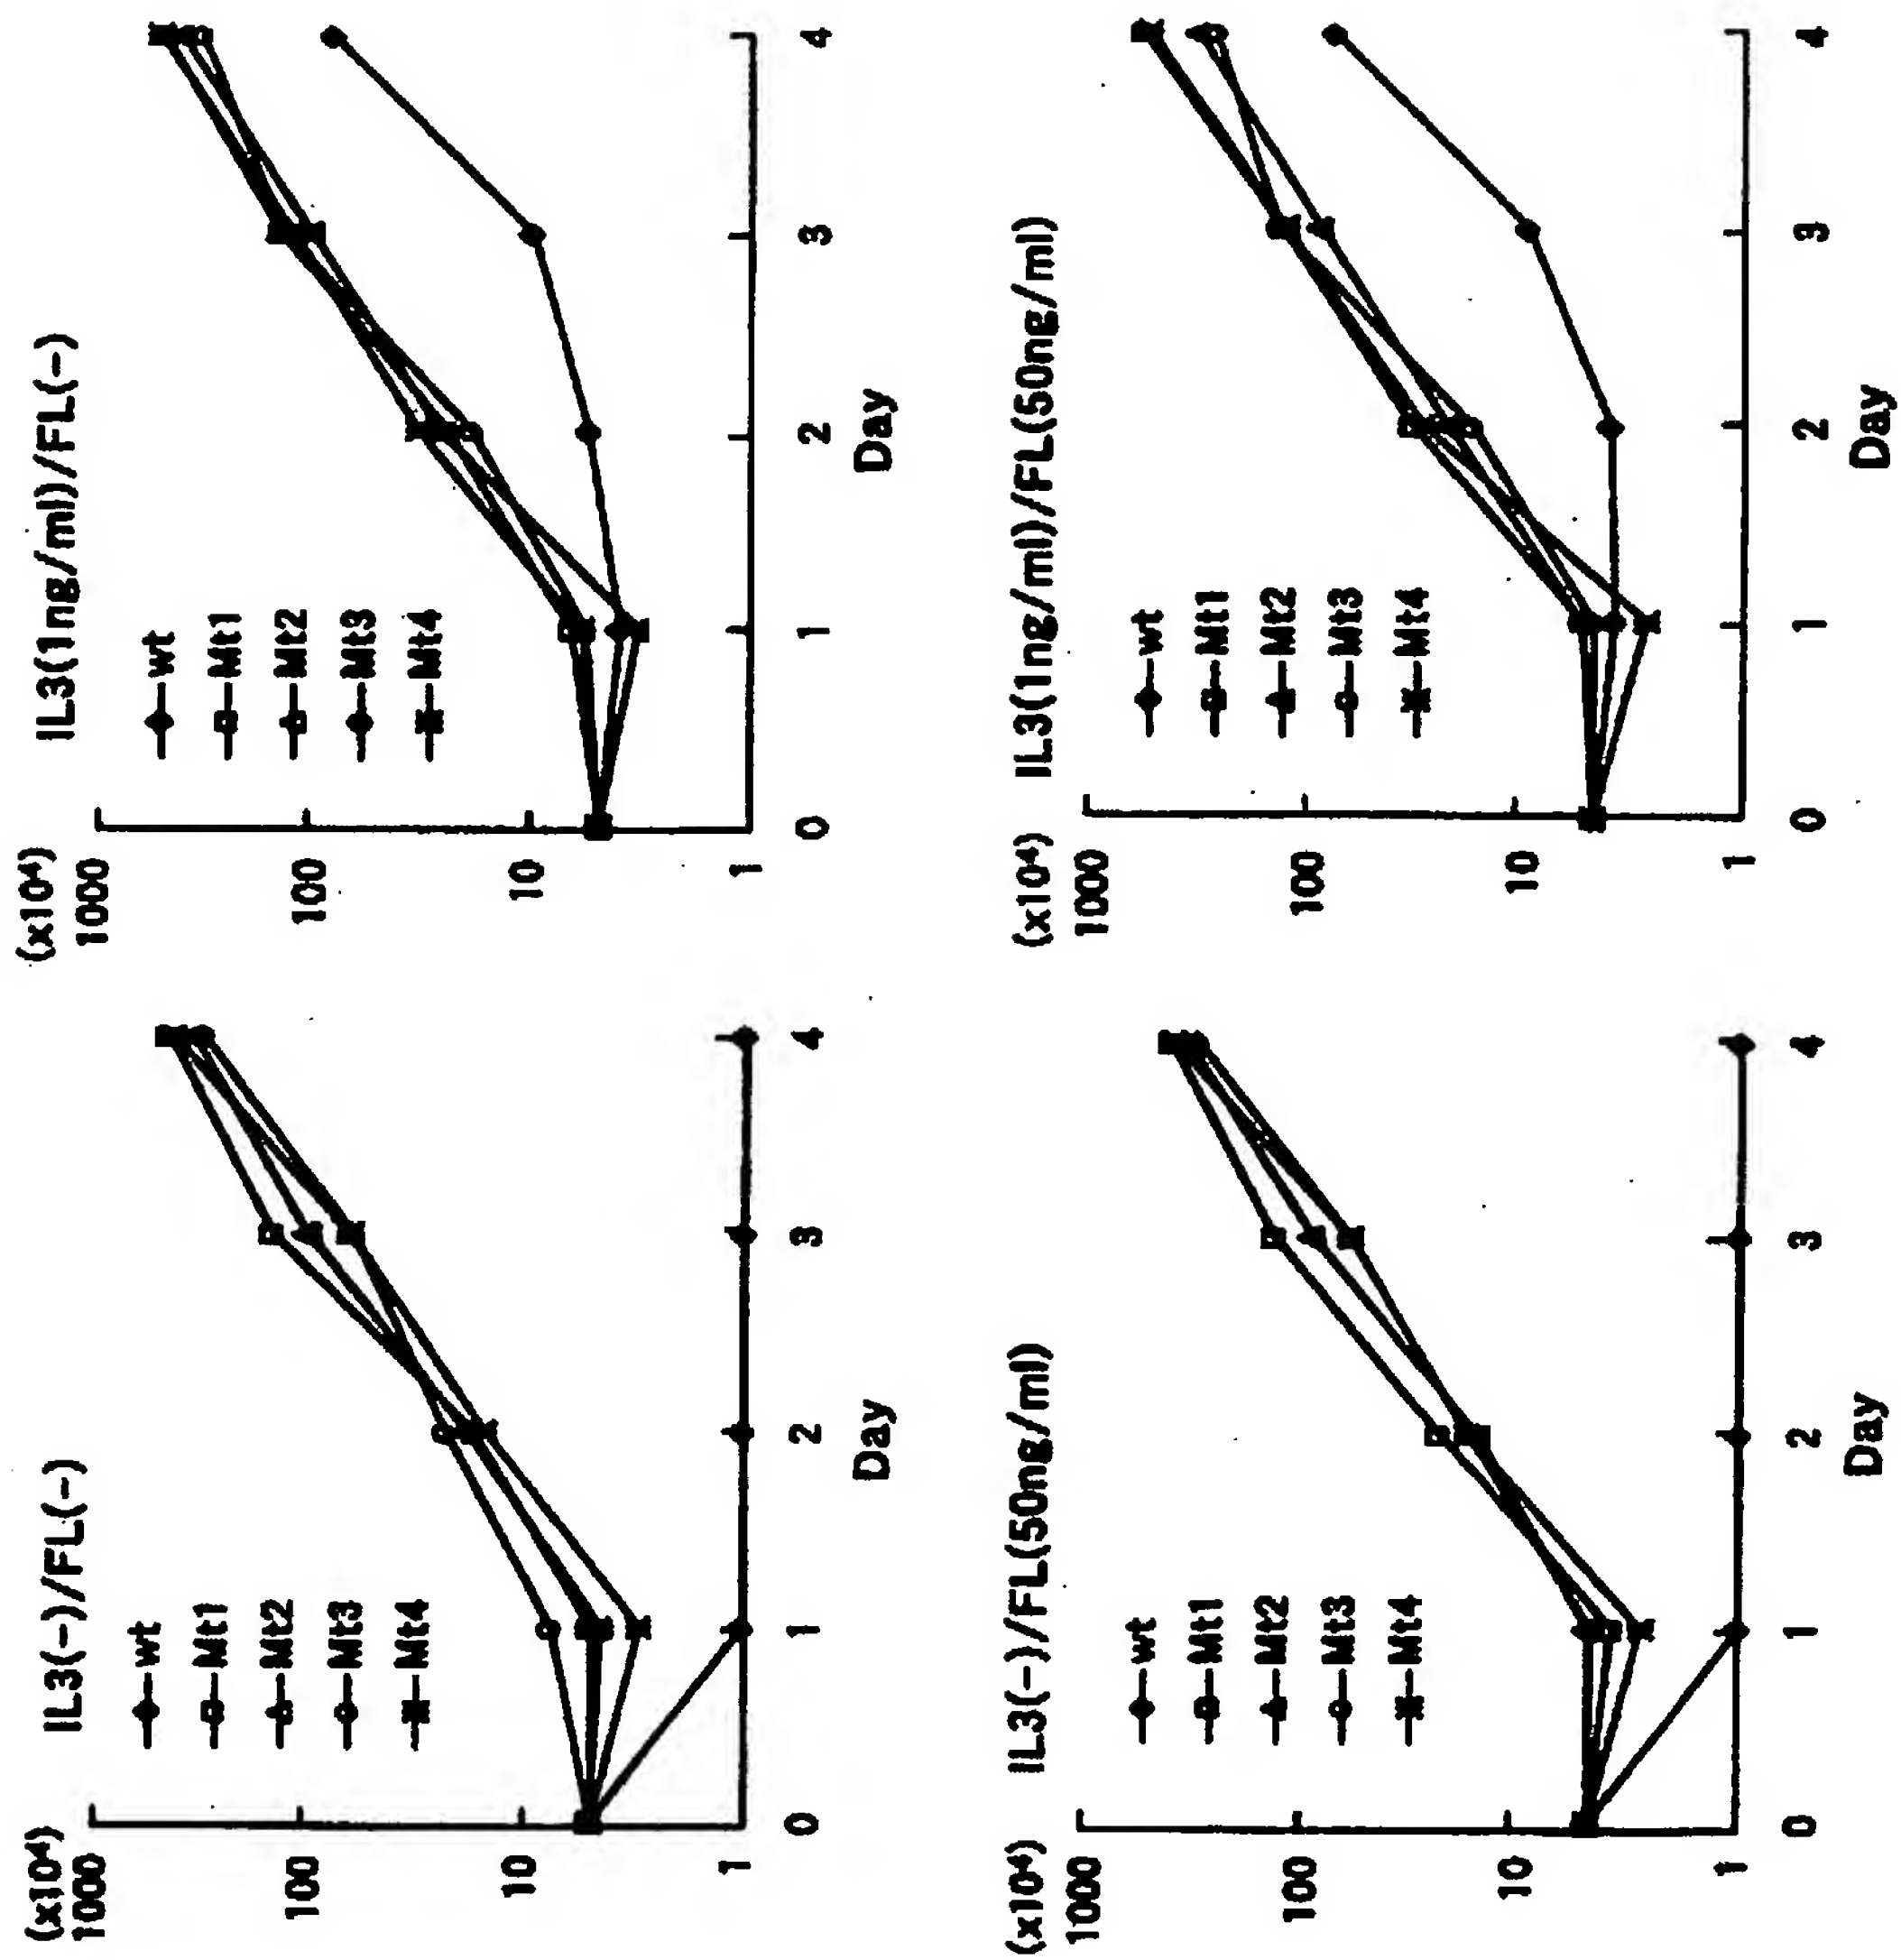 IL3(-)/FL(-)
(x10⁴)
1000
100
10
1
wt
Mt1
Mt2
Mt3
Mt4
0 1 2 3 4
Day
IL3(1ng/ml)/FL(-)
(x10⁴)
1000
100
10
1
wt
Mt1
Mt2
Mt3
Mt4
0 1 2 3 4
Day
IL3(-)/FL(50ng/ml)
(x10⁴)
1000
100
10
1
wt
Mt1
Mt2
Mt3
Mt4
0 1 2 3 4
Day
IL3(1ng/ml)/FL(50ng/ml)
(x10⁴)
1000
100
10
1
wt
Mt1
Mt2
Mt3
Mt4
0 1 2 3 4
Day